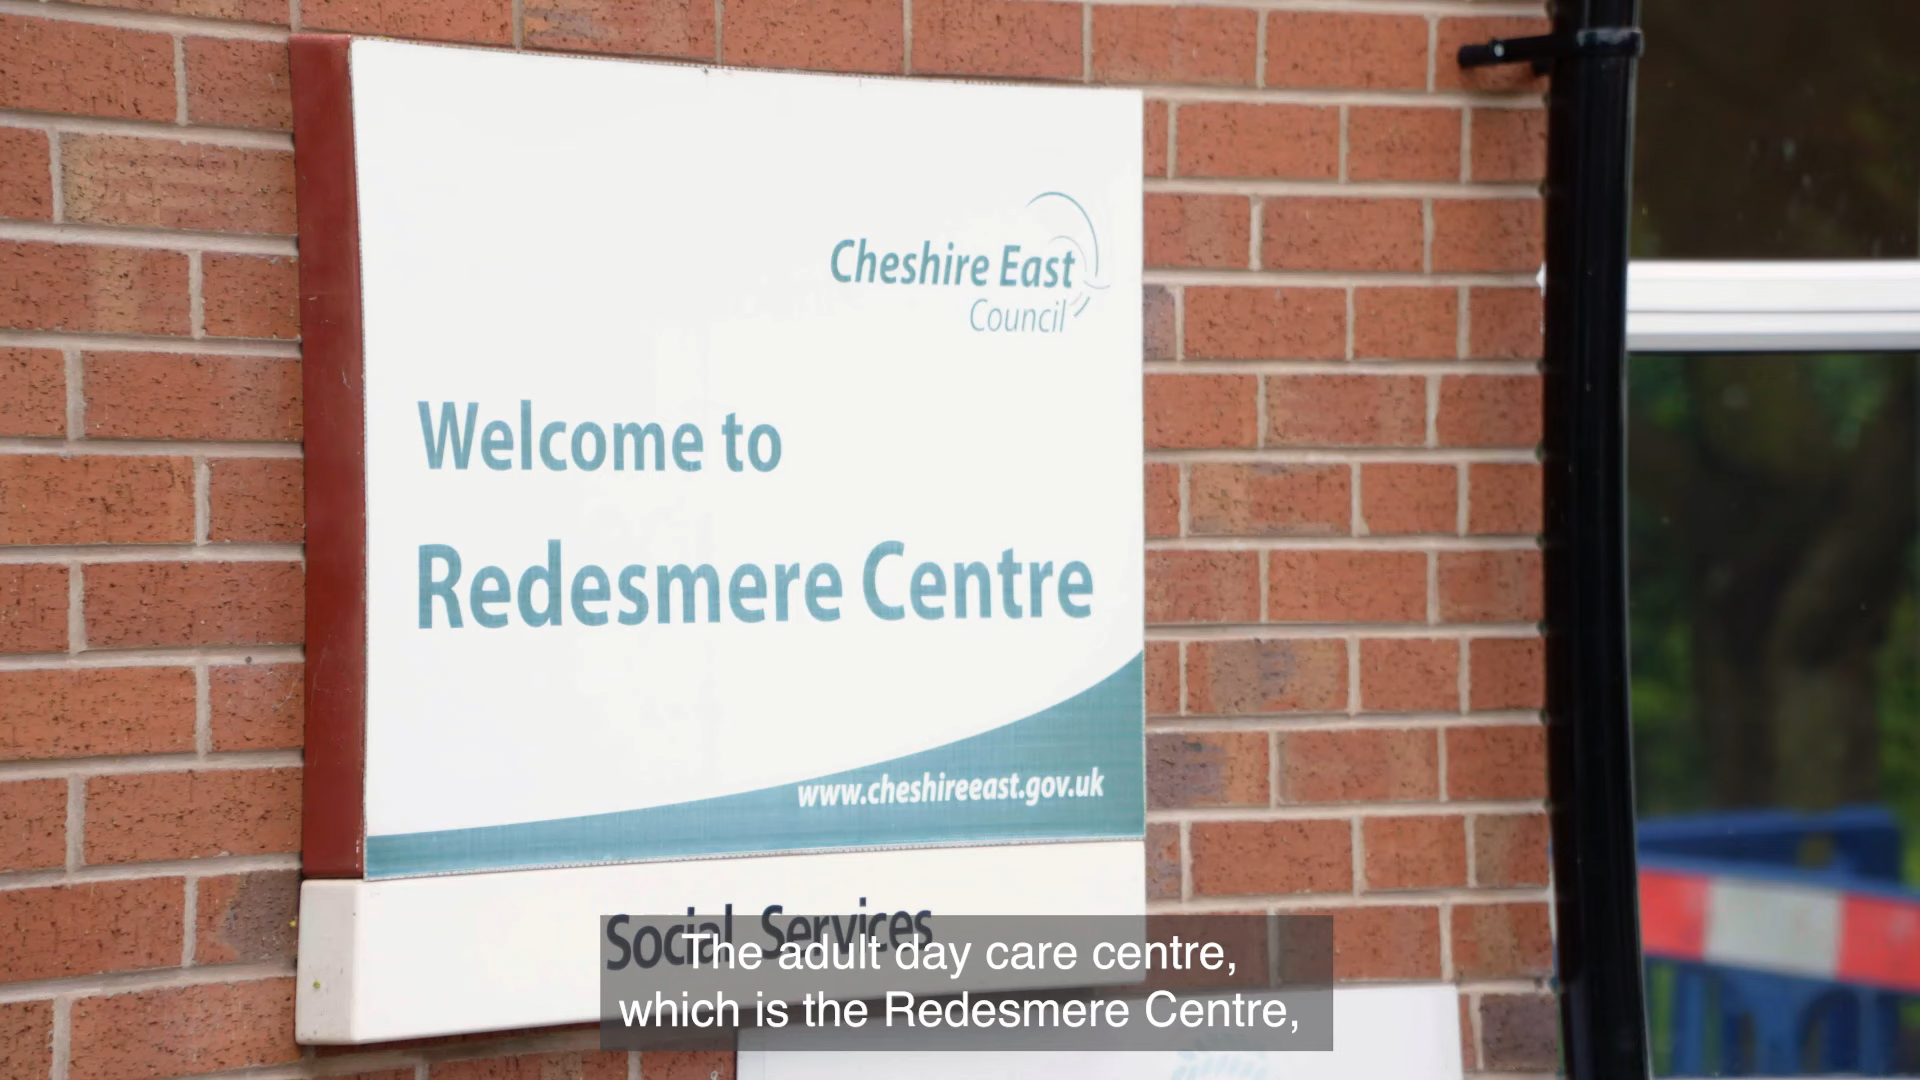 Cheshire East
Council
Welcome to
Redesmere Centre
www.cheshireeast.gov.uk
Social Services
The adult day care centre,
which is the Redesmere Centre,